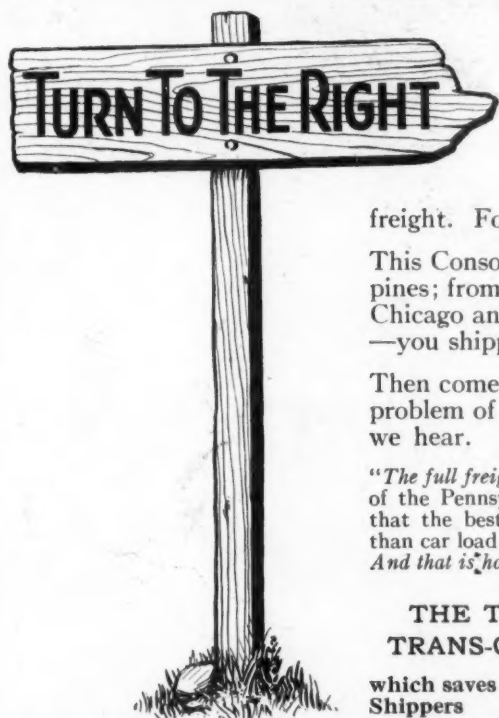 TURN TO THE RIGHT
freight. Fo
This Conso
pines; from
Chicago an
—you shipp
Then come
problem of
we hear.
"The full freig
of the Penns
that the best
than car load
And that is ho
THE T
TRANS-C
which saves
Shippers